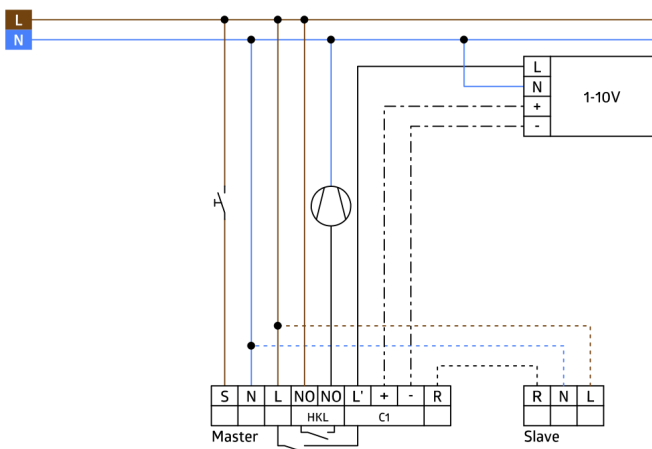 L
N
L
N
+
-
1-10V
S N L NO NO L' + - R
HKL C1
Master
R N L
Slave